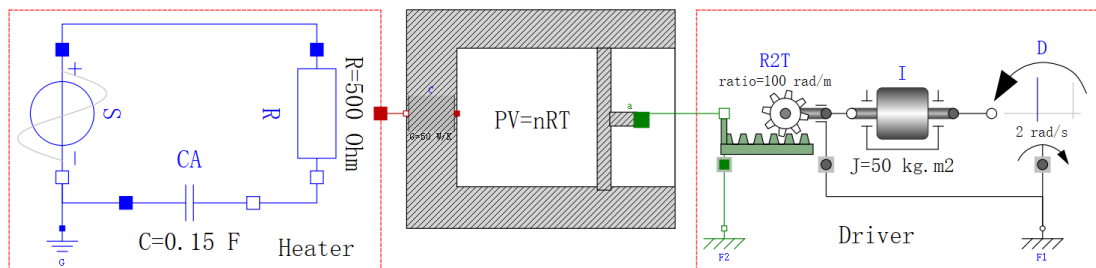 S
R
R=500 Ohm
CA
C=0.15 F
G
Heater
C
G=50 W/K
PV=nRT
a
R2T
ratio=100 rad/m
I
J=50 kg.m2
D
2 rad/s
F2
Driver
F1